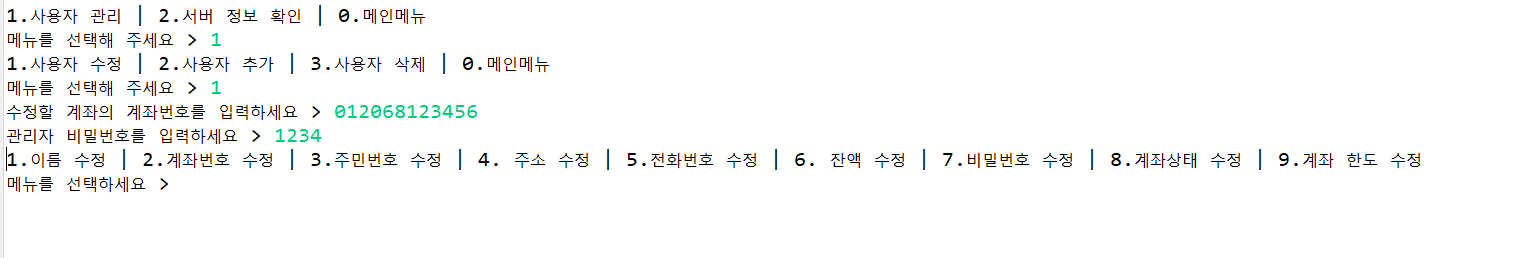 1.사용자 관리 | 2.서버 정보 확인 | 0.메인메뉴
메뉴를 선택해 주세요 > 1
1.사용자 수정 | 2.사용자 추가 | 3.사용자 삭제 | 0.메인메뉴
메뉴를 선택해 주세요 > 1
수정할 계좌의 계좌번호를 입력하세요 > 012068123456
관리자 비밀번호를 입력하세요 > 1234
1.이름 수정 | 2.계좌번호 수정 | 3.주민번호 수정 | 4. 주소 수정 | 5.전화번호 수정 | 6. 잔액 수정 | 7.비밀번호 수정 | 8.계좌상태 수정 | 9.계좌 한도 수정
메뉴를 선택하세요 >